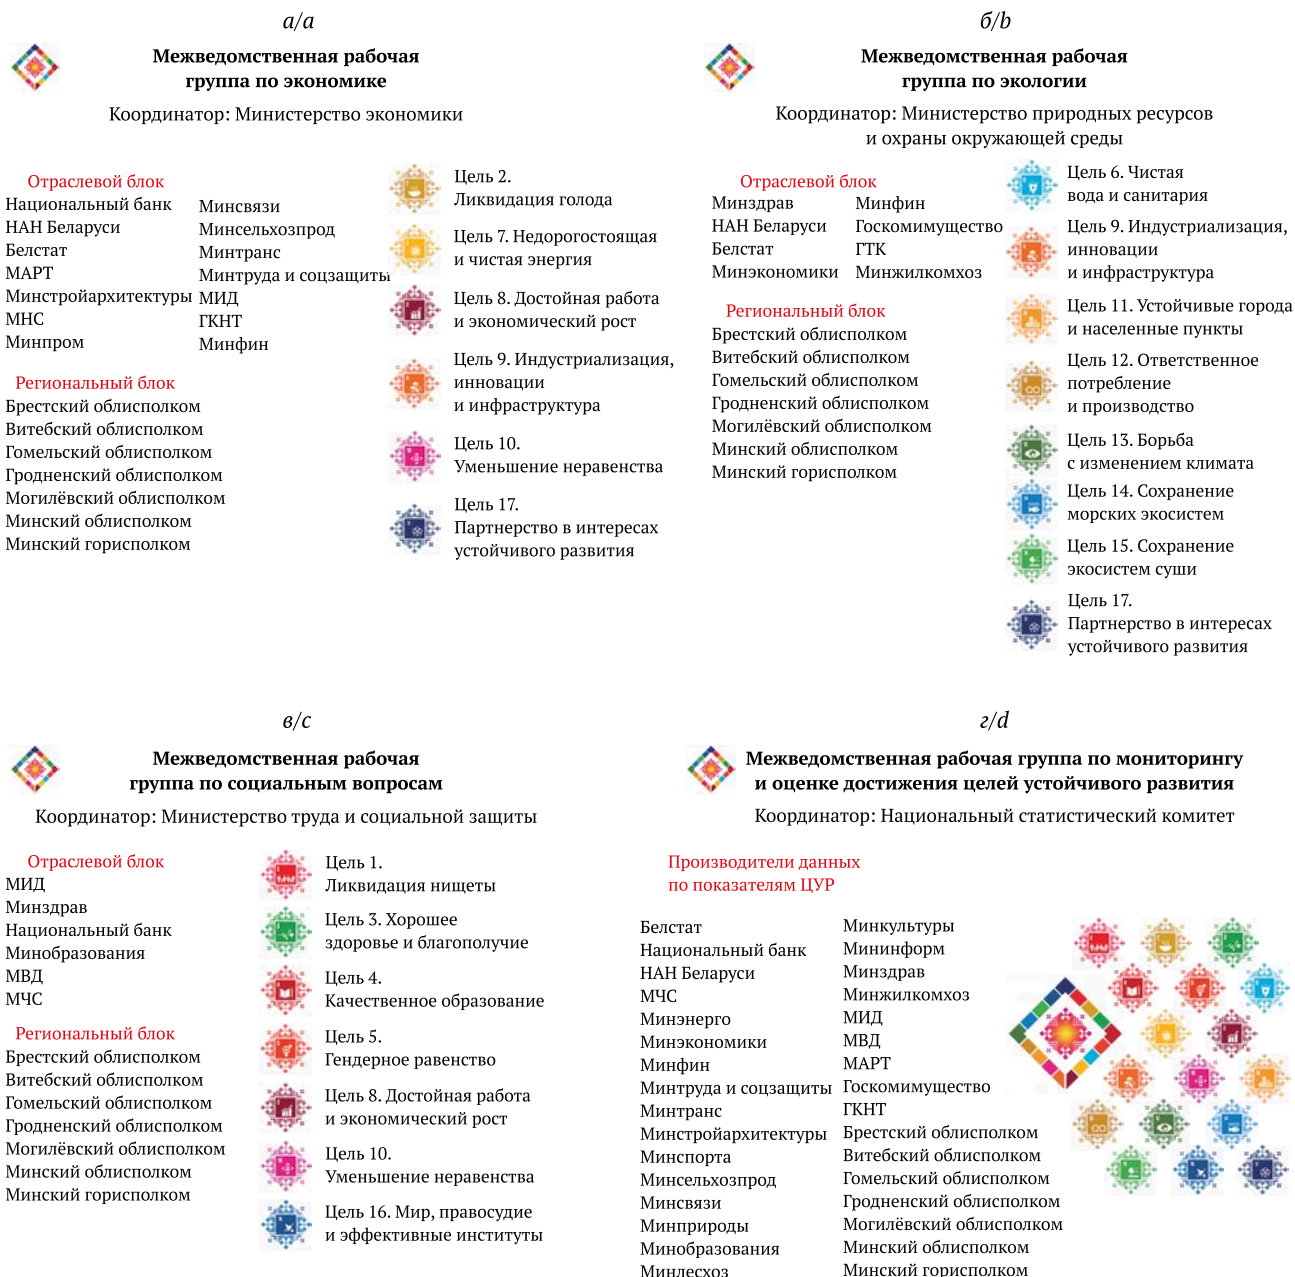 а/a
Межведомственная рабочая
группа по экономике
Координатор: Министерство экономики
Отраслевой блок
Национальный банк
НАН Беларуси
Белстат
МАРТ
Минстройархитектуры
МНС
Минпром
Минсвязи
Минсельхозпрод
Минтранс
Минтруда и соцзащиты
МИД
ГКНТ
Минфин
Региональный блок
Брестский облисполком
Витебский облисполком
Гомельский облисполком
Гродненский облисполком
Могилёвский облисполком
Минский облисполком
Минский горисполком
Цель 2.
Ликвидация голода
Цель 7. Недорогостоящая
и чистая энергия
Цель 8. Достойная работа
и экономический рост
Цель 9. Индустриализация,
инновации
и инфраструктура
Цель 10.
Уменьшение неравенства
Цель 17.
Партнерство в интересах
устойчивого развития
б/b
Межведомственная рабочая
группа по экологии
Координатор: Министерство природных ресурсов
и охраны окружающей среды
Отраслевой блок
Минздрав
НАН Беларуси
Белстат
Минэкономики
Минфин
Госкомимущество
ГТК
Минжилкомхоз
Региональный блок
Брестский облисполком
Витебский облисполком
Гомельский облисполком
Гродненский облисполком
Могилёвский облисполком
Минский облисполком
Минский горисполком
Цель 6. Чистая
вода и санитария
Цель 9. Индустриализация,
инновации
и инфраструктура
Цель 11. Устойчивые города
и населенные пункты
Цель 12. Ответственное
потребление
и производство
Цель 13. Борьба
с изменением климата
Цель 14. Сохранение
морских экосистем
Цель 15. Сохранение
экосистем суши
Цель 17.
Партнерство в интересах
устойчивого развития
в/c
Межведомственная рабочая
группа по социальным вопросам
Координатор: Министерство труда и социальной защиты
Отраслевой блок
МИД
Минздрав
Национальный банк
Минобразования
МВД
МЧС
Региональный блок
Брестский облисполком
Витебский облисполком
Гомельский облисполком
Гродненский облисполком
Могилёвский облисполком
Минский облисполком
Минский горисполком
Цель 1.
Ликвидация нищеты
Цель 3. Хорошее
здоровье и благополучие
Цель 4.
Качественное образование
Цель 5.
Гендерное равенство
Цель 8. Достойная работа
и экономический рост
Цель 10.
Уменьшение неравенства
Цель 16. Мир, правосудие
и эффективные институты
г/d
Межведомственная рабочая группа по мониторингу
и оценке достижения целей устойчивого развития
Координатор: Национальный статистический комитет
Производители данных
по показателям ЦУР
Белстат
Национальный банк
НАН Беларуси
МЧС
Минэнерго
Минэкономики
Минфин
Минтруда и соцзащиты
Минтранс
Минстройархитектуры
Минспорта
Минсельхозпрод
Минсвязи
Минприроды
Минобразования
Минлесхоз
Минкультуры
Мининформ
Минздрав
Минжилкомхоз
МИД
МВД
МАРТ
Госкомимущество
ГКНТ
Брестский облисполком
Витебский облисполком
Гомельский облисполком
Гродненский облисполком
Могилёвский облисполком
Минский облисполком
Минский горисполком